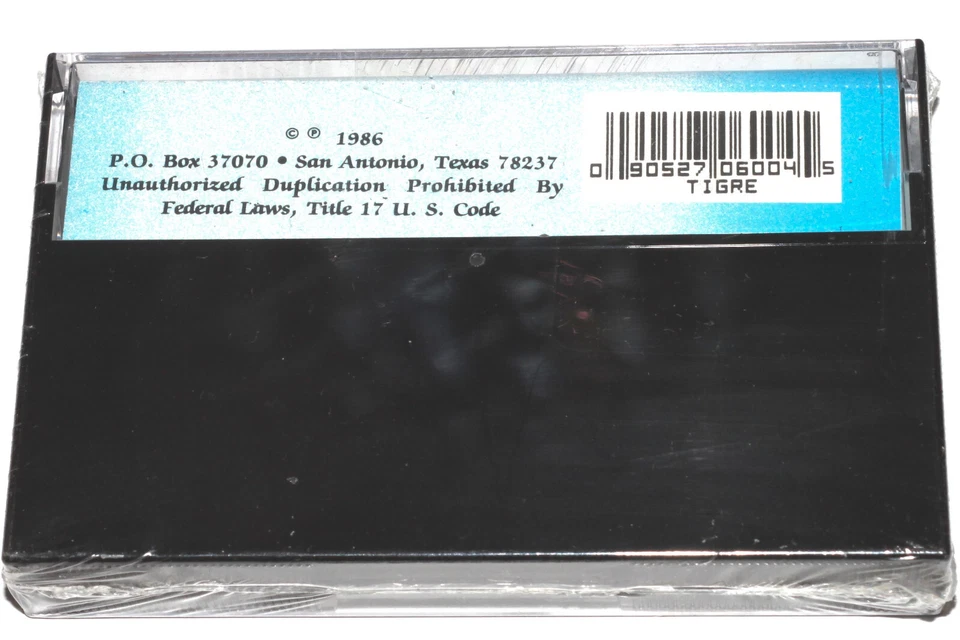 © ℗ 1986
P.O. Box 37070 • San Antonio, Texas 78237
Unauthorized Duplication Prohibited By
Federal Laws, Title 17 U. S. Code
0 90527 06004 5
TIGRE